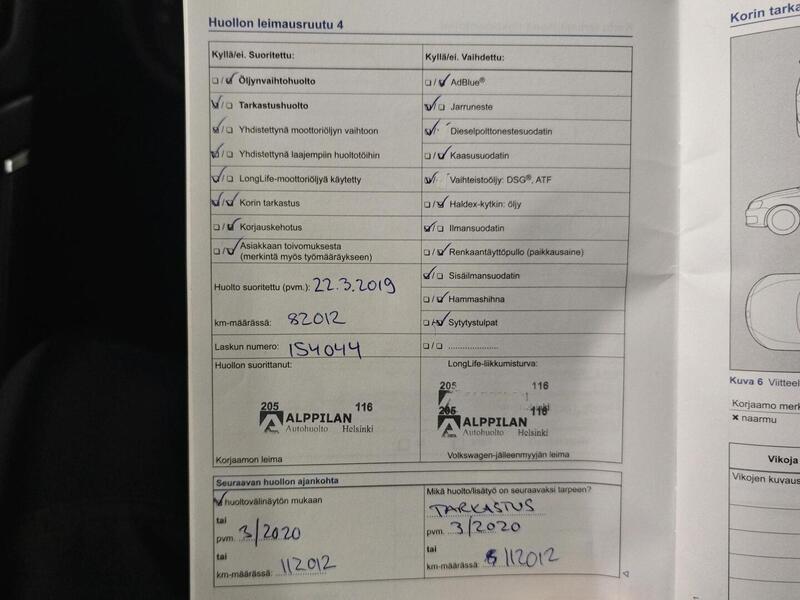 Huollon leimausruutu 4
Kyllä/ei. Suoritettu:
Öljynvaihtohuolto
Tarkastushuolto
Yhdistettynä moottoriöljyn vaihtoon
Yhdistettynä laajempiin huoltotöihin
LongLife-moottoriöljyä käytetty
Korin tarkastus
Korjauskehotus
Asiakkaan toivomuksesta
(merkintä myös työmääräykseen)
Huolto suoritettu (pvm.): 22.3.2019
km-määrässä: 82012
Laskun numero: 154044
Huollon suorittanut:
205 116
ALPPILAN
Autohuolto Helsinki
Korjaamon leima
Kyllä/ei. Vaihdettu:
AdBlue®
Jarruneste
Dieselpolttonestesuodatin
Kaasusuodatin
Vaihteistoöljy: DSG®, ATF
Haldex-kytkin: öljy
Ilmansuodatin
Renkaantäyttöpullo (paikkausaine)
Sisäilmansuodatin
Hammashihna
Sytytystulpat
LongLife-liikkumisturva:
205 116
205 116
ALPPILAN
Autohuolto Helsinki
Volkswagen-jälleenmyyjän leima
Seuraavan huollon ajankohta
huoltovälinäytön mukaan
tai
pvm. 3/2020
tai
km-määrässä: 112012
Mikä huolto/lisätyö on seuraavaksi tarpeen?
TARKASTUS
pvm. 3/2020
tai
km-määrässä: 112012
Korin tarka
Kuva 6 Viitteel
Korjaamo merk
× naarmu
Vikoja
Vikojen kuvaus